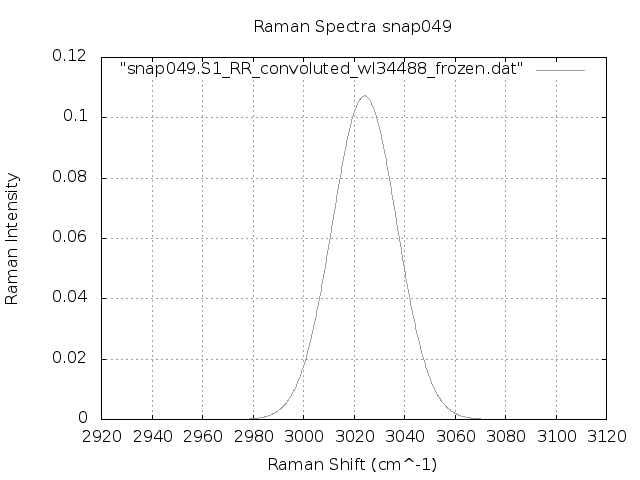 Raman Spectra snap049
"snap049.S1_RR_convoluted_wl34488_frozen.dat"
0.12
0.1
0.08
0.06
0.04
0.02
0
Raman Intensity
2920 2940 2960 2980 3000 3020 3040 3060 3080 3100 3120
Raman Shift (cm^-1)